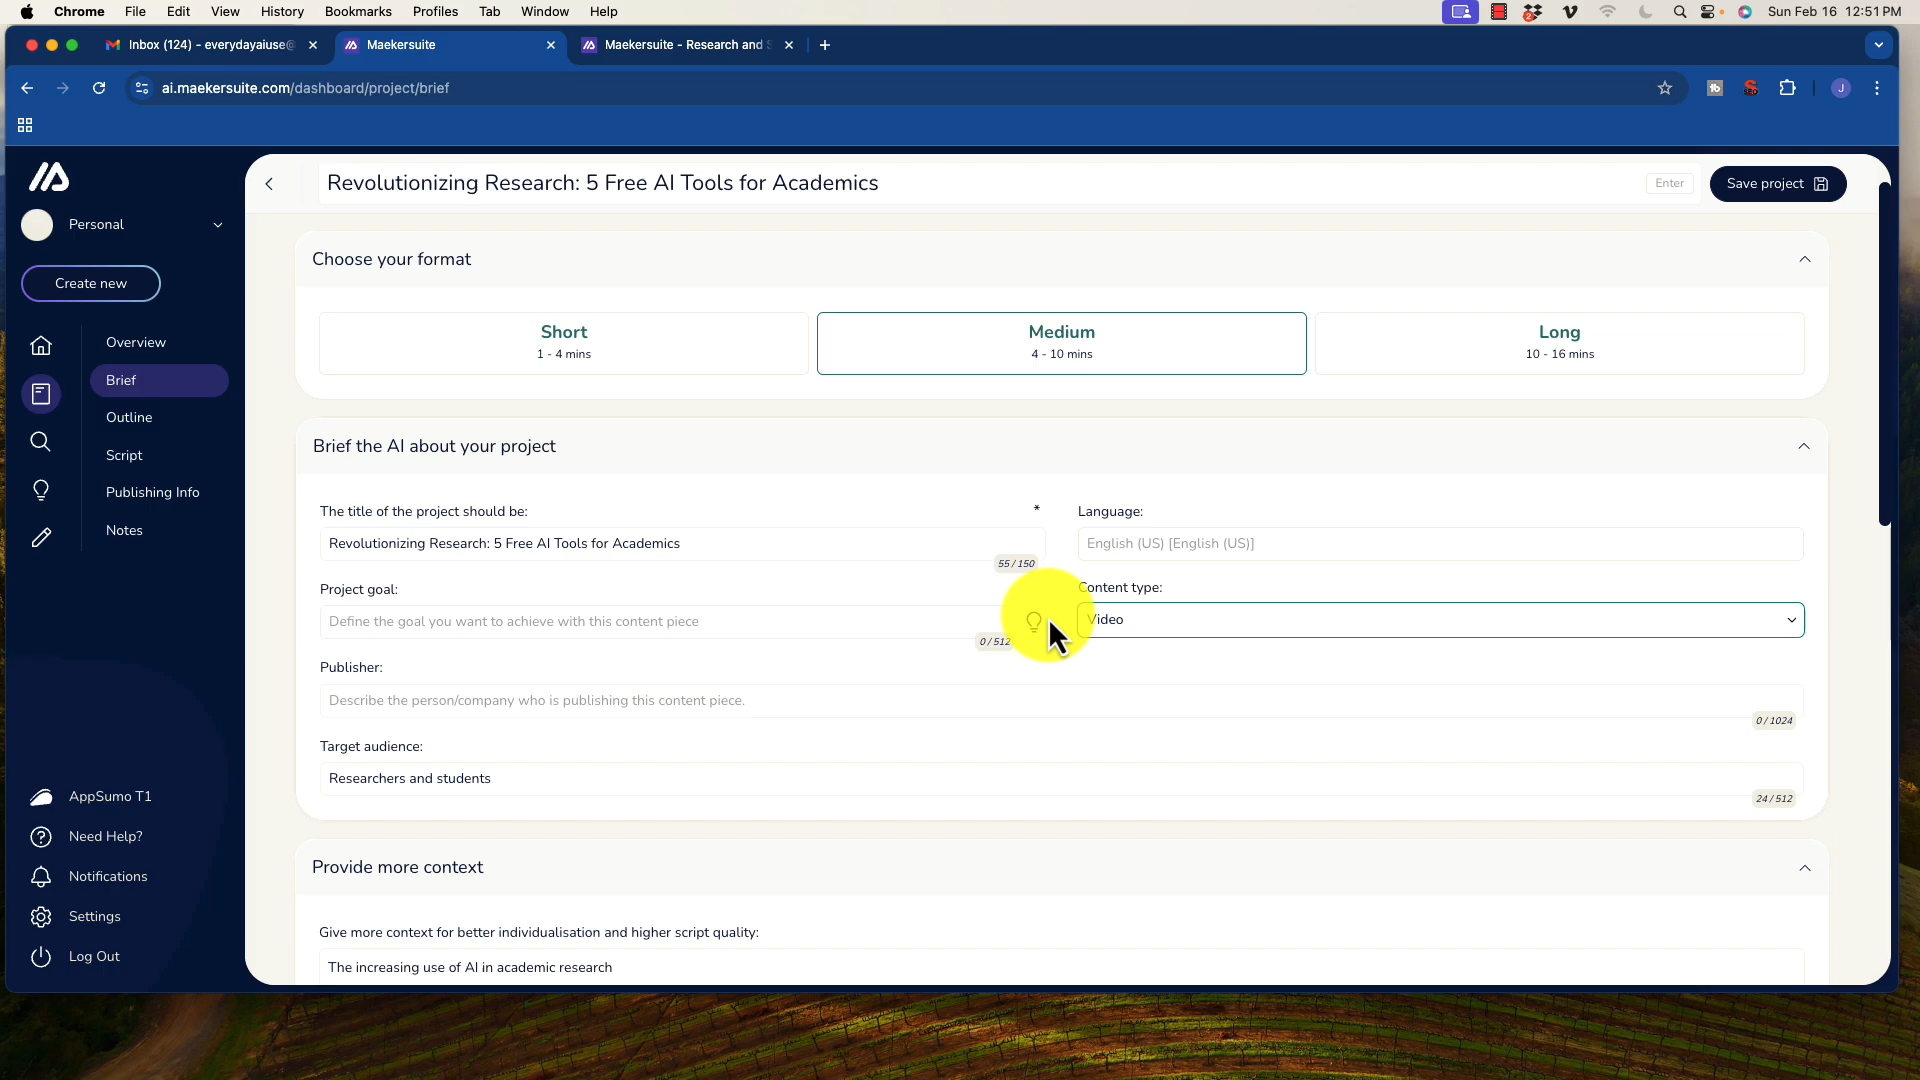 Chrome File Edit View History Bookmarks Profiles Tab Window Help
2
Sun Feb 16 12:51 PM
Inbox (124) - everydayaiuse@
Maekersuite
Maekersuite - Research and S
ai.maekersuite.com/dashboard/project/brief
tb
SEO
J
Personal
Create new
Overview
Brief
Outline
Script
Publishing Info
Notes
AppSumo T1
Need Help?
Notifications
Settings
Log Out
Revolutionizing Research: 5 Free AI Tools for Academics
Enter
Save project
Choose your format
Short
1 - 4 mins
Medium
4 - 10 mins
Long
10 - 16 mins
Brief the AI about your project
The title of the project should be: *
Revolutionizing Research: 5 Free AI Tools for Academics
55 / 150
Language:
English (US) [English (US)]
Project goal:
Define the goal you want to achieve with this content piece
0 / 512
Content type:
Video
Publisher:
Describe the person/company who is publishing this content piece.
0 / 1024
Target audience:
Researchers and students
24 / 512
Provide more context
Give more context for better individualisation and higher script quality:
The increasing use of AI in academic research